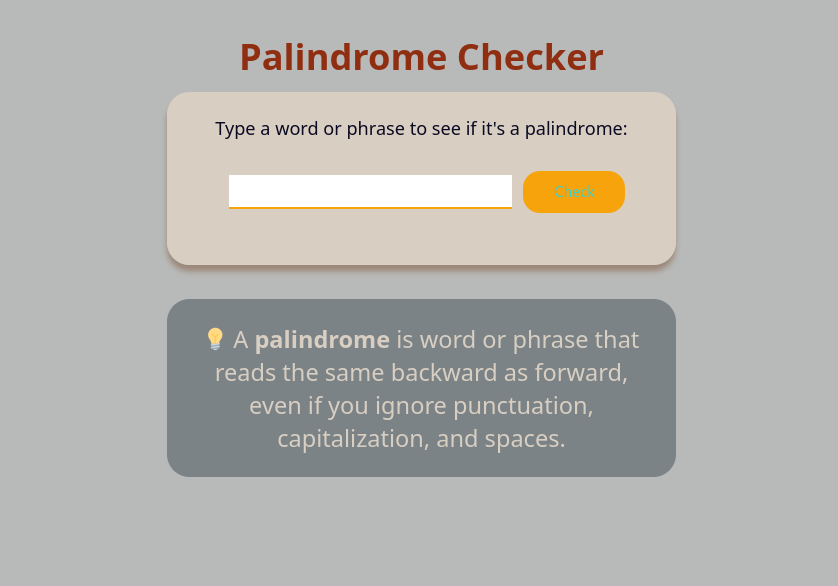 Palindrome Checker
Type a word or phrase to see if it's a palindrome:
Check
💡 A palindrome is word or phrase that
reads the same backward as forward,
even if you ignore punctuation,
capitalization, and spaces.